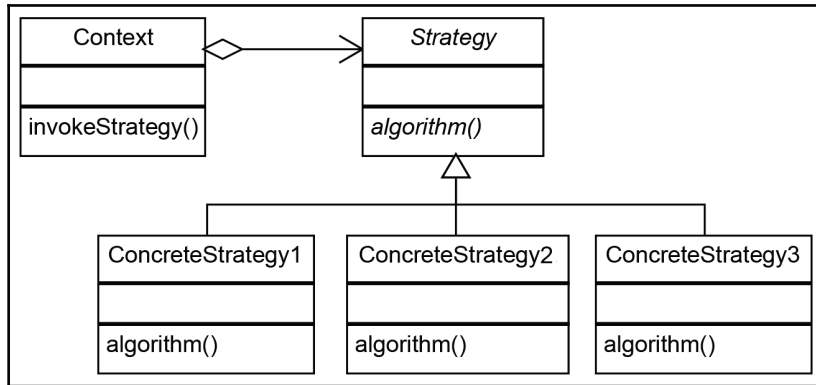 Context
Strategy
invokeStrategy()
algorithm()
ConcreteStrategy1
ConcreteStrategy2
ConcreteStrategy3
algorithm()
algorithm()
algorithm()